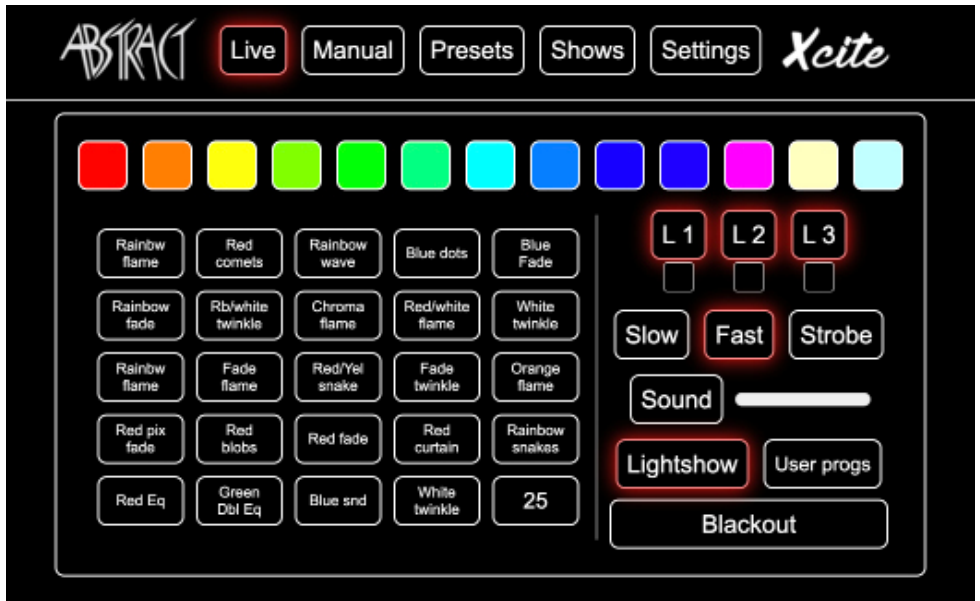 ABSTRACT Live Manual Presets Shows Settings Xcite
Rainbw flame
Red comets
Rainbow wave
Blue dots
Blue Fade
L 1 L 2 L 3
Rainbow fade
Rb/white twinkle
Chroma flame
Red/white flame
White twinkle
Slow Fast Strobe
Rainbw flame
Fade flame
Red/Yel snake
Fade twinkle
Orange flame
Sound
Red pix fade
Red blobs
Red fade
Red curtain
Rainbow snakes
Lightshow User progs
Red Eq
Green Dbl Eq
Blue snd
White twinkle
25
Blackout